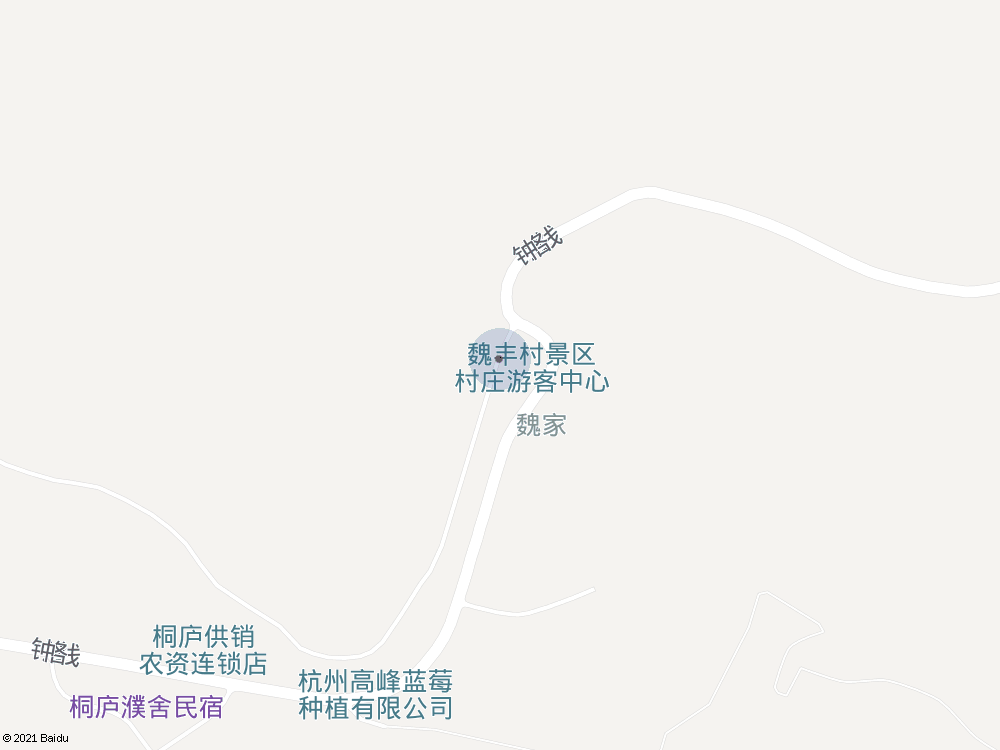 钟丝线
魏丰村景区
村庄游客中心
魏家
桐庐供销
农资连锁店
钟丝线
杭州高峰蓝莓
种植有限公司
桐庐濮舍民宿
© 2021 Baidu